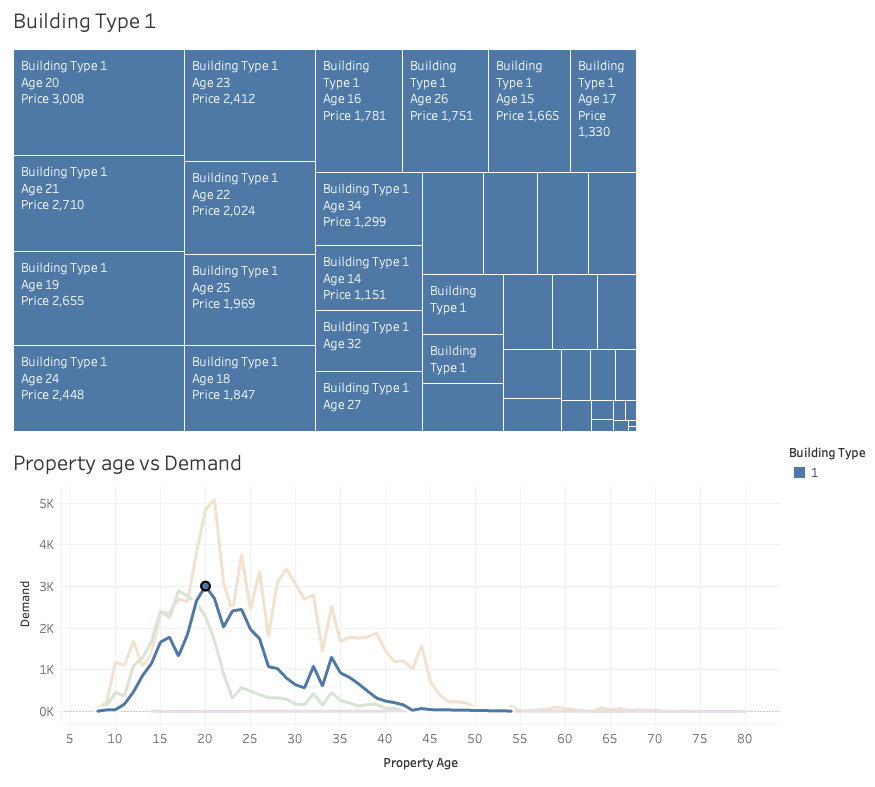 Building Type 1
Building Type 1
Age 20
Price 3,008
Building Type 1
Age 21
Price 2,710
Building Type 1
Age 19
Price 2,655
Building Type 1
Age 24
Price 2,448
Building Type 1
Age 23
Price 2,412
Building Type 1
Age 22
Price 2,024
Building Type 1
Age 25
Price 1,969
Building Type 1
Age 18
Price 1,847
Building
Type 1
Age 16
Price 1,781
Building
Type 1
Age 26
Price 1,751
Building
Type 1
Age 15
Price 1,665
Building
Type 1
Age 17
Price
1,330
Building Type 1
Age 34
Price 1,299
Building Type 1
Age 14
Price 1,151
Building Type 1
Age 32
Building Type 1
Age 27
Building
Type 1
Building
Type 1
Property age vs Demand
Building Type
1
Demand
5K
4K
3K
2K
1K
0K
5 10 15 20 25 30 35 40 45 50 55 60 65 70 75 80
Property Age